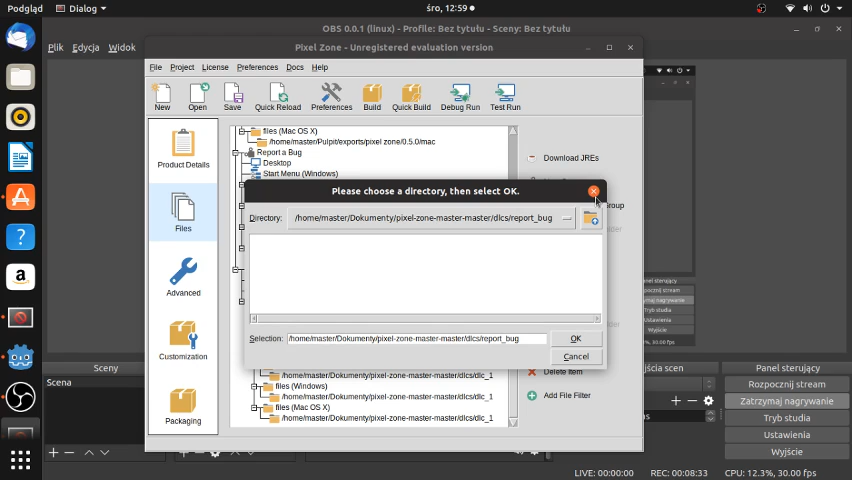 Podgląd
Dialog
śro, 12:59
OBS 0.0.1 (linux) - Profile: Bez tytułu - Sceny: Bez tytułu
Plik Edycja Widok
Pixel Zone - Unregistered evaluation version
File Project License Preferences Docs Help
New Open Save Quick Reload Preferences Build Quick Build Debug Run Test Run
Product Details
Files
Advanced
Customization
Packaging
files (Mac OS X)
/home/master/Pulpit/exports/pixel zone/0.5.0/mac
Report a Bug
Desktop
Start Menu (Windows)
Download JREs
Please choose a directory, then select OK.
Directory: /home/master/Dokumenty/pixel-zone-master-master/dlcs/report_bug
Selection: /home/master/Dokumenty/pixel-zone-master-master/dlcs/report_bug
OK
Cancel
/home/master/Dokumenty/pixel-zone-master-master/dlcs/dlc_1
files (Windows)
/home/master/Dokumenty/pixel-zone-master-master/dlcs/dlc_1
files (Mac OS X)
/home/master/Dokumenty/pixel-zone-master-master/dlcs/dlc_1
Delete Item
Add File Filter
Sceny
Scena
jścia scen
Panel sterujący
Rozpocznij stream
Zatrzymaj nagrywanie
Tryb studia
Ustawienia
Wyjście
LIVE: 00:00:00
REC: 00:08:33
CPU: 12.3%, 30.00 fps